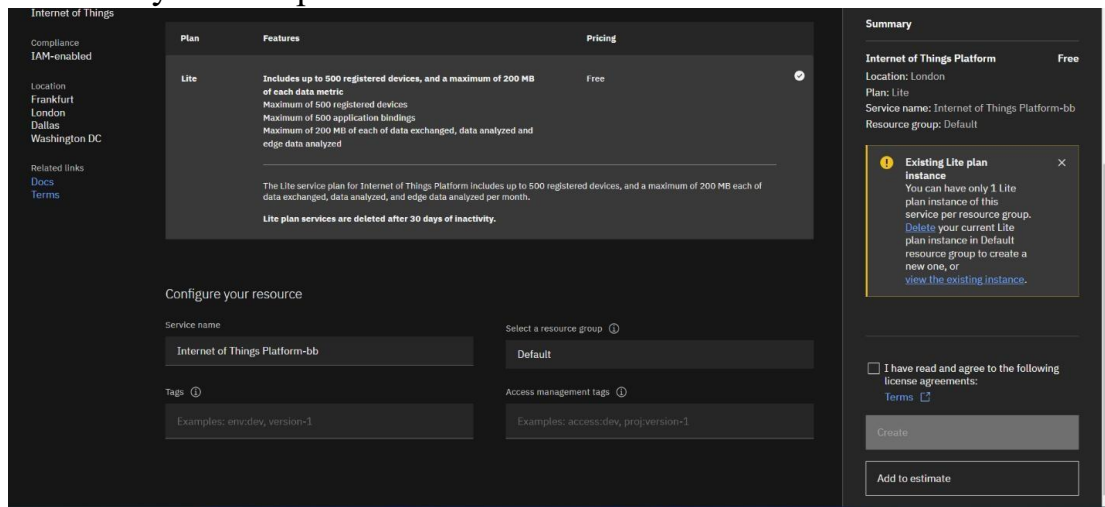 Internet of Things
Compliance
IAM-enabled
Location
Frankfurt
London
Dallas
Washington DC
Related links
Docs
Terms
Plan Features Pricing
Lite
Includes up to 500 registered devices, and a maximum of 200 MB
of each data metric
Maximum of 500 registered devices
Maximum of 500 application bindings
Maximum of 200 MB of each of data exchanged, data analyzed and
edge data analyzed
Free
The Lite service plan for Internet of Things Platform includes up to 500 registered devices, and a maximum of 200 MB each of
data exchanged, data analyzed, and edge data analyzed per month.
Lite plan services are deleted after 30 days of inactivity.
Configure your resource
Service name
Internet of Things Platform-bb
Select a resource group
Default
Tags
Examples: env:dev, version-1
Access management tags
Examples: access:dev, proj:version-1
Summary
Internet of Things Platform Free
Location: London
Plan: Lite
Service name: Internet of Things Platform-bb
Resource group: Default
Existing Lite plan
instance
You can have only 1 Lite
plan instance of this
service per resource group.
Delete your current Lite
plan instance in Default
resource group to create a
new one, or
view the existing instance.
I have read and agree to the following
license agreements:
Terms
Create
Add to estimate